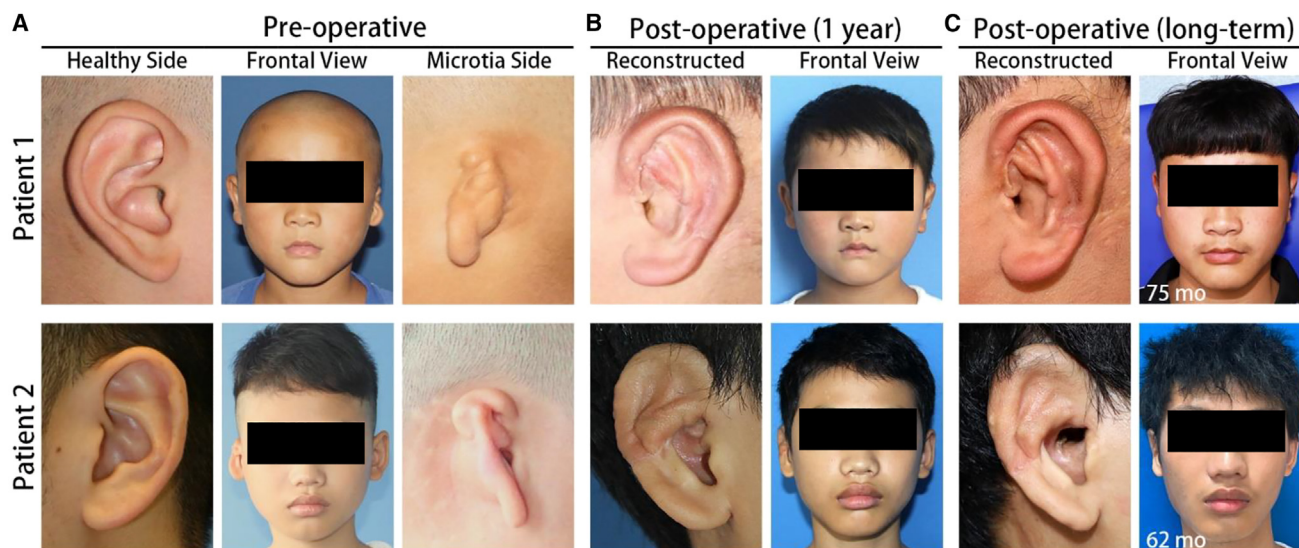 A Pre-operative
Healthy Side Frontal View Microtia Side
B Post-operative (1 year)
Reconstructed Frontal Veiw
C Post-operative (long-term)
Reconstructed Frontal Veiw
Patient 1
75 mo
Patient 2
62 mo